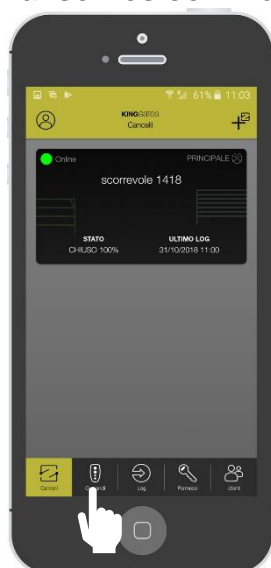 61% 11:03
KINGGATES
Cancelli
Online
PRINCIPALE
scorrevole 1418
STATO
ULTIMO LOG
CHIUSO 100%
31/10/2018 11:00
Cancelli
Log
Permessi
Utenti